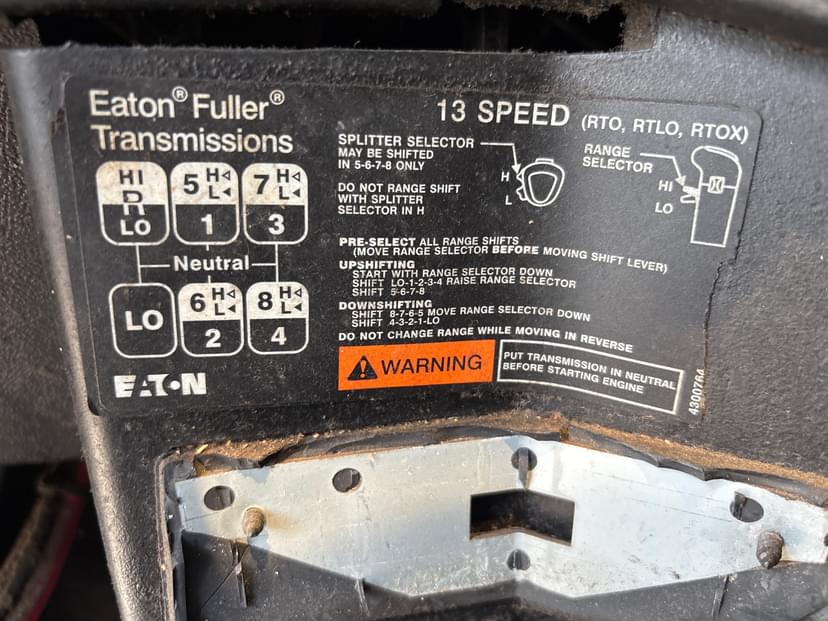 Eaton® Fuller®
Transmissions
13 SPEED (RTO, RTLO, RTOX)
HI
R
LO
5 H L
1
7 H L
3
Neutral
LO
6 H L
2
8 H L
4
EATON
SPLITTER SELECTOR
MAY BE SHIFTED
IN 5-6-7-8 ONLY
DO NOT RANGE SHIFT
WITH SPLITTER
SELECTOR IN H
H
L
RANGE
SELECTOR
HI
LO
PRE-SELECT ALL RANGE SHIFTS
(MOVE RANGE SELECTOR BEFORE MOVING SHIFT LEVER)
UPSHIFTING
START WITH RANGE SELECTOR DOWN
SHIFT LO-1-2-3-4 RAISE RANGE SELECTOR
SHIFT 5-6-7-8
DOWNSHIFTING
SHIFT 8-7-6-5 MOVE RANGE SELECTOR DOWN
SHIFT 4-3-2-1-LO
DO NOT CHANGE RANGE WHILE MOVING IN REVERSE
WARNING
PUT TRANSMISSION IN NEUTRAL
BEFORE STARTING ENGINE